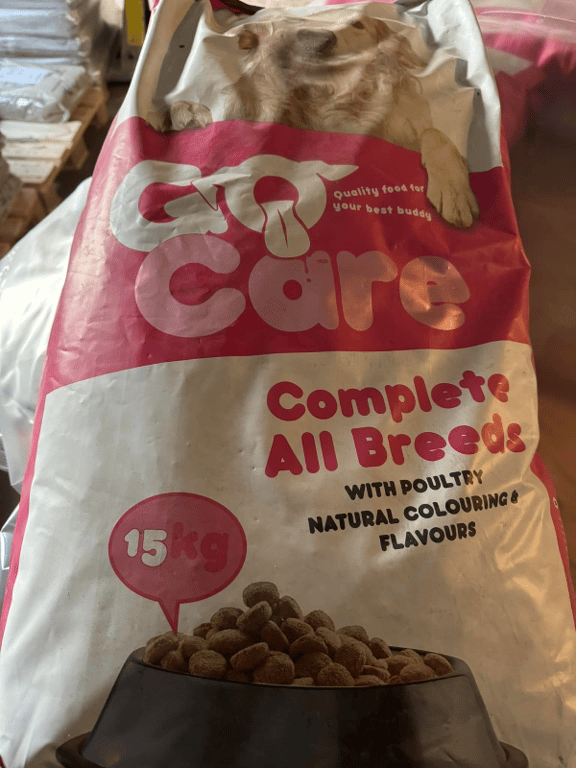 GO
Care
Quality food for
your best buddy
Complete
All Breeds
WITH POULTRY
NATURAL COLOURING &
FLAVOURS
15kg